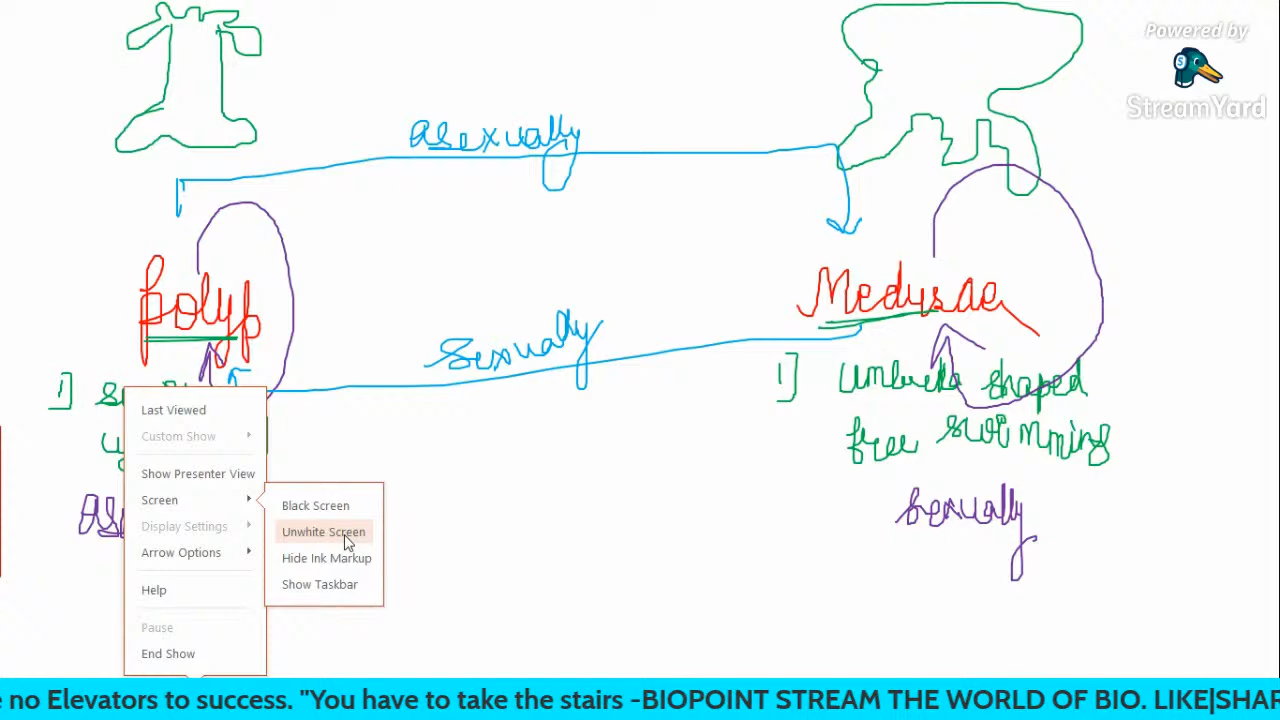 Powered by
StreamYard
asexually
polyp
Medusae
sexually
1] umbrella shaped
free swimming
sexually
1]
Last Viewed
Custom Show
Show Presenter View
Screen
Display Settings
Arrow Options
Help
Pause
End Show
Black Screen
Unwhite Screen
Hide Ink Markup
Show Taskbar
no Elevators to success. "You have to take the stairs -BIOPOINT STREAM THE WORLD OF BIO. LIKE|SHAR